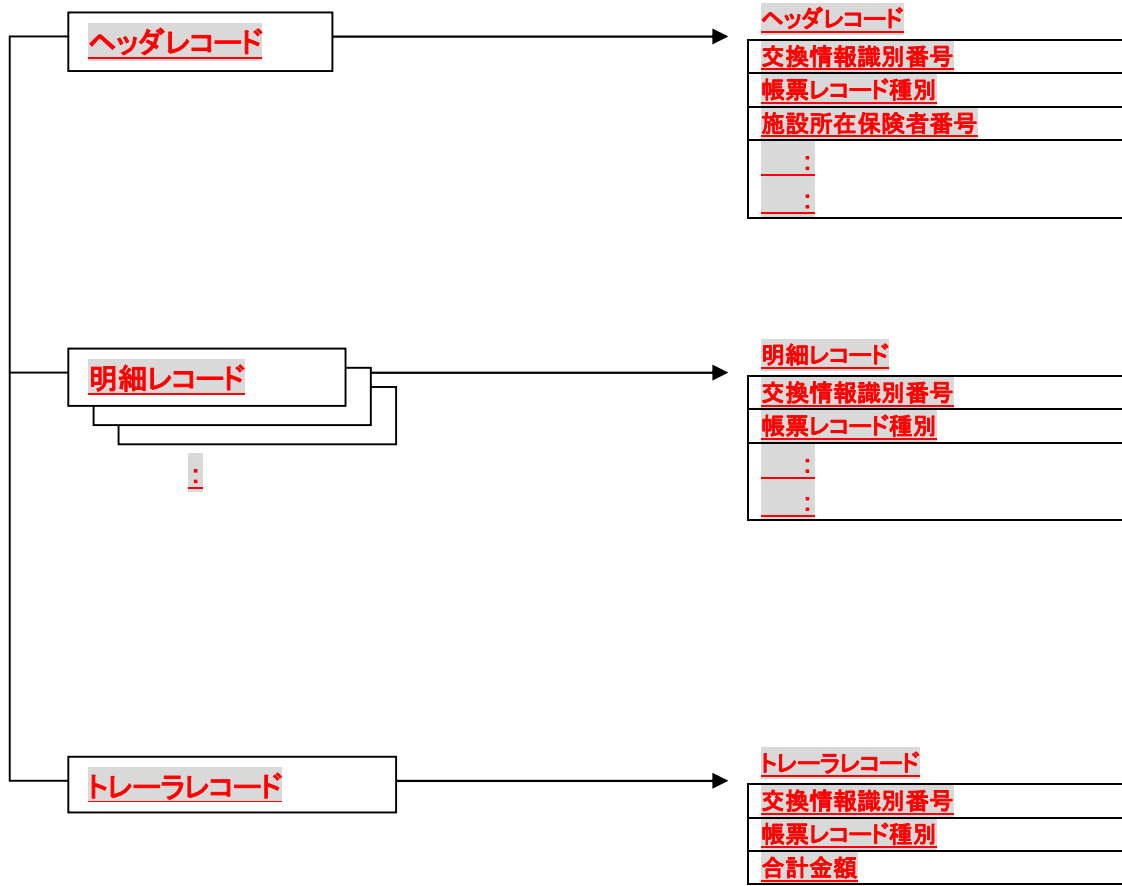 ヘッダレコード
ヘッダレコード
交換情報識別番号
帳票レコード種別
施設所在保険者番号
:
:
明細レコード
:
明細レコード
交換情報識別番号
帳票レコード種別
:
:
トレーラレコード
トレーラレコード
交換情報識別番号
帳票レコード種別
合計金額